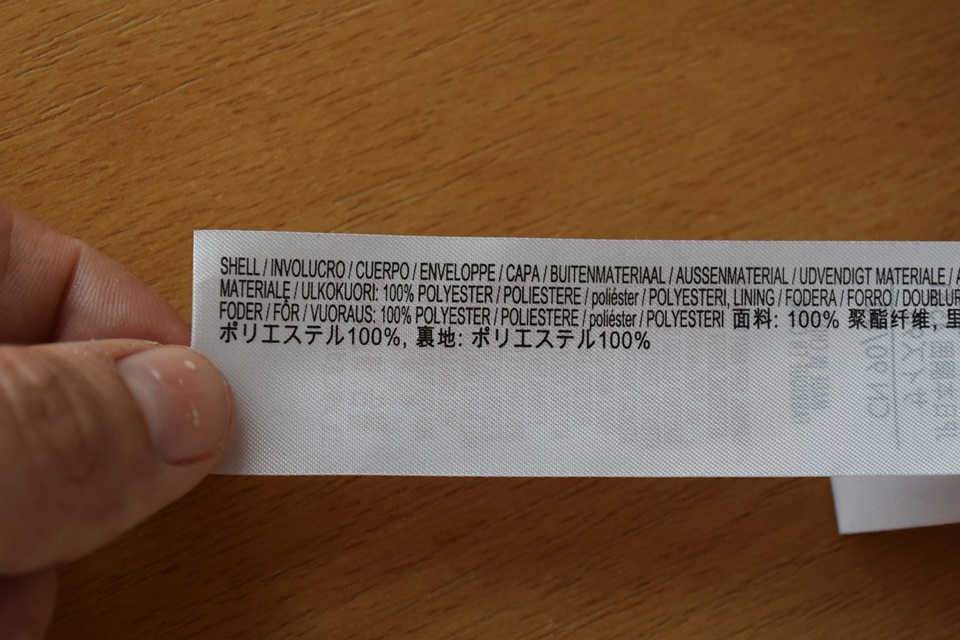 SHELL / INVOLUCRO / CUERPO / ENVELOPPE / CAPA / BUITENMATERIAAL / AUSSENMATERIAL / UDVENDIGT MATERIALE /
MATERIALE / ULKOKUORI: 100% POLYESTER / POLIESTERE / poliéster / POLYESTERI, LINING / FODERA / FORRO / DOUBLUR
FODER / FÔR / VUORAUS: 100% POLYESTER / POLIESTERE / poliéster / POLYESTERI 面料: 100% 聚酯纤维, 里
ポリエステル100%, 裏地: ポリエステル100%